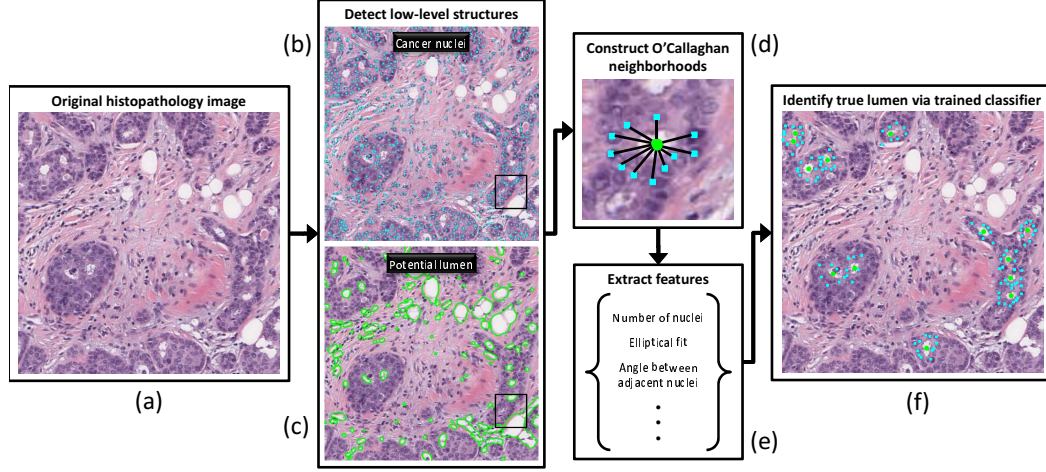 Original histopathology image
(a)
(b)
Detect low-level structures
Cancer nuclei
Potential lumen
(c)
Construct O'Callaghan
neighborhoods
(d)
Extract features
Number of nuclei
Elliptical fit
Angle between
adjacent nuclei
(e)
Identify true lumen via trained classifier
(f)